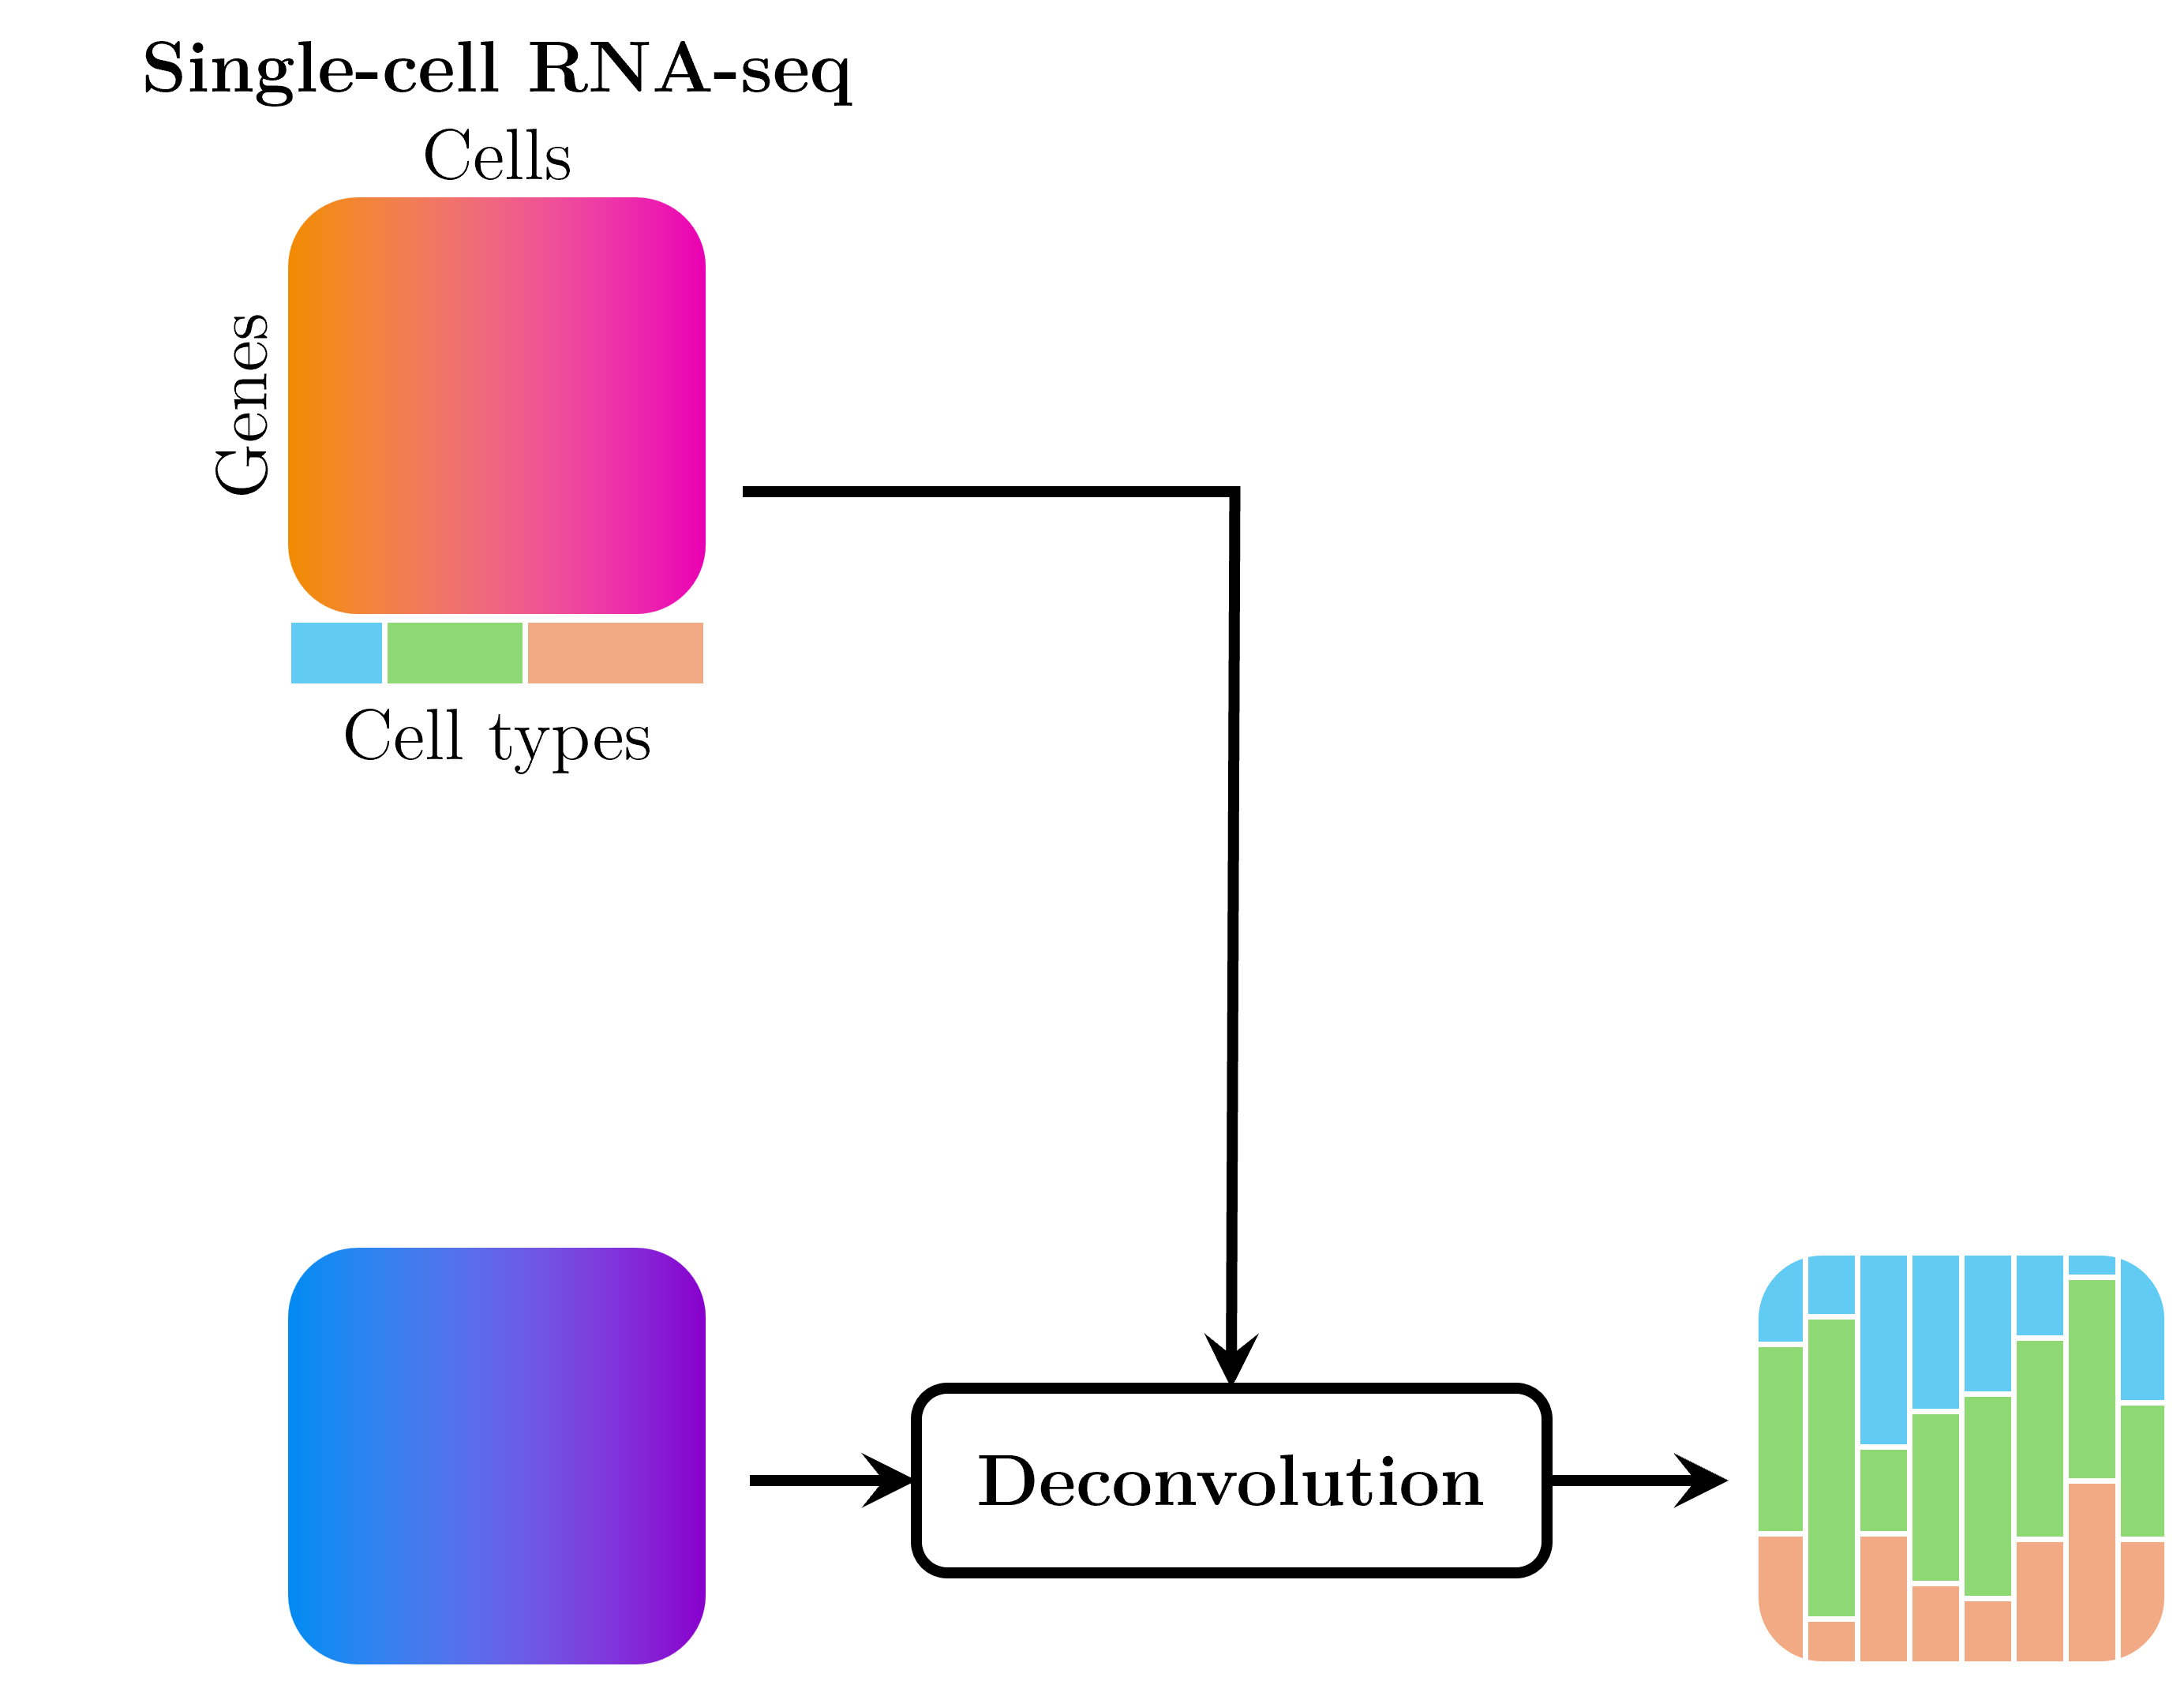 Single-cell RNA-seq
Cells
Genes
Cell types
Deconvolution